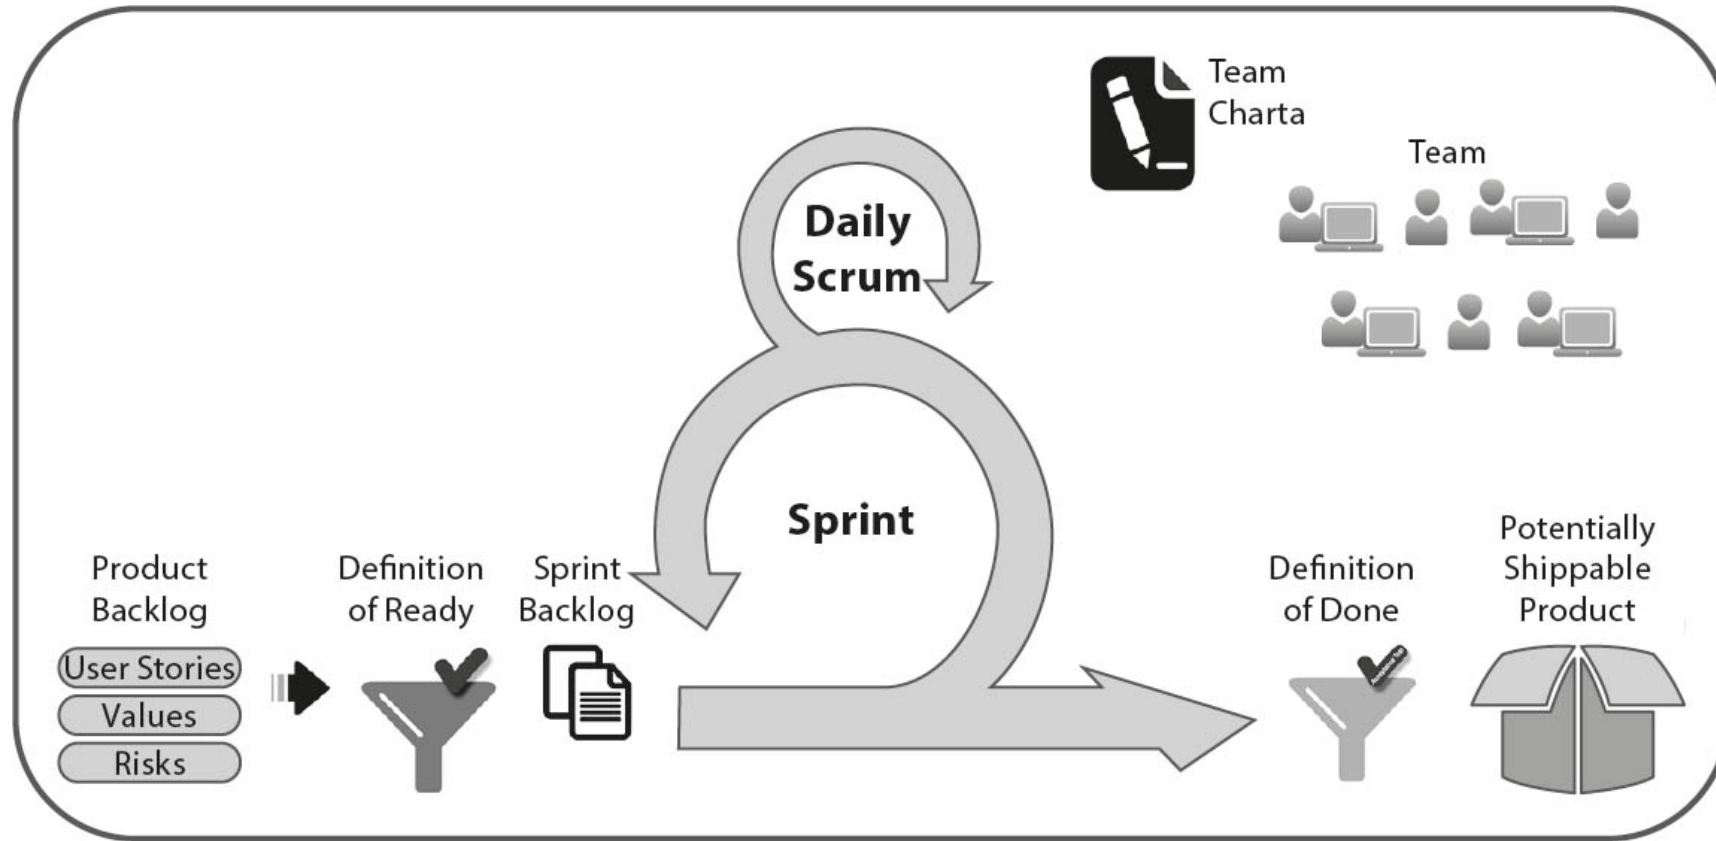 Team
Charta
Team
Daily
Scrum
Sprint
Product
Backlog
User Stories
Values
Risks
Definition
of Ready
Sprint
Backlog
Definition
of Done
Potentially
Shippable
Product